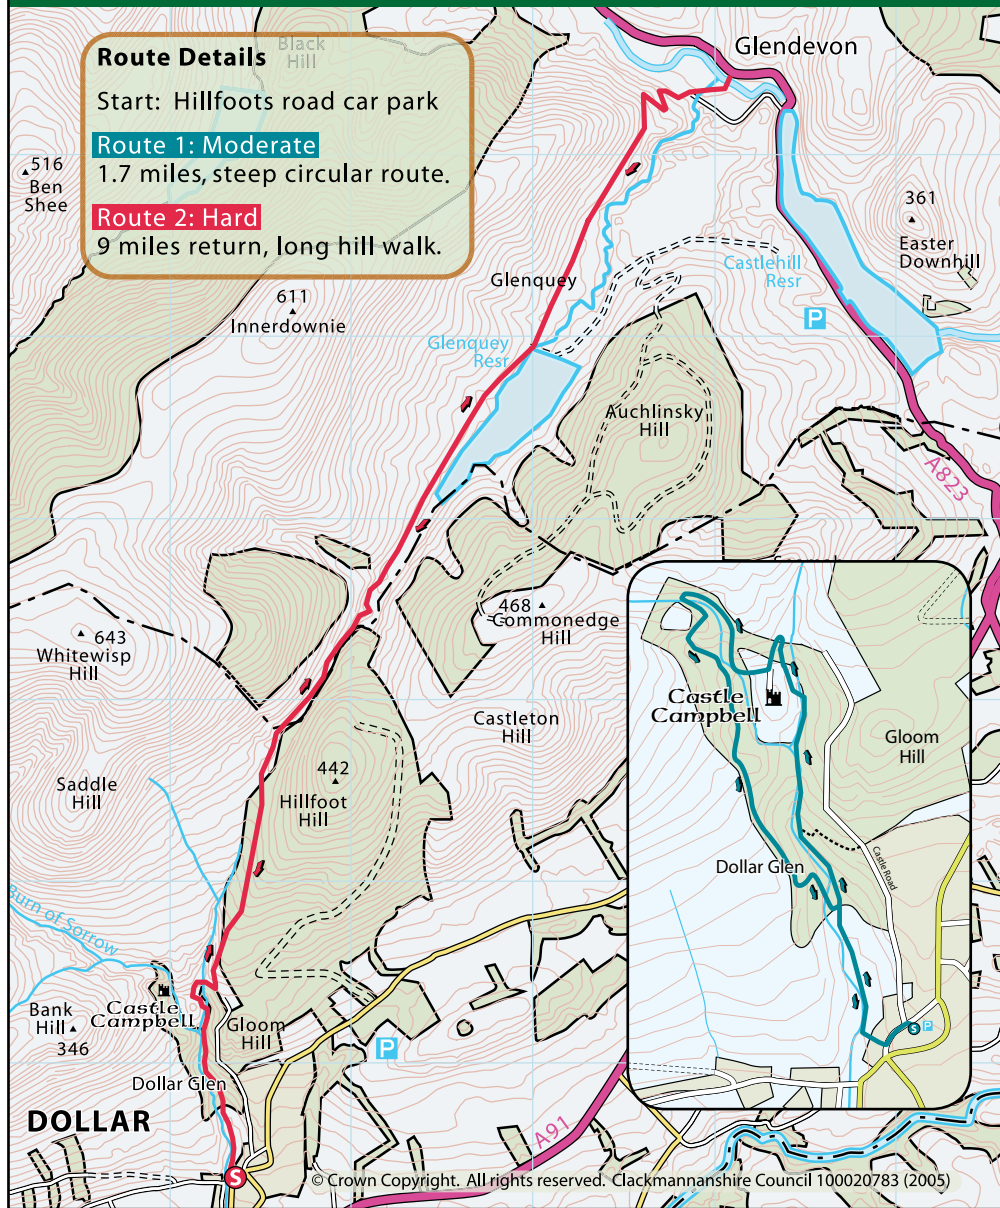 Route Details
Start: Hillfoots road car park
Route 1: Moderate
1.7 miles, steep circular route.
Route 2: Hard
9 miles return, long hill walk.
Black
Hill
Glendevon
516
Ben
Shee
361
Easter
Downhill
Castlehill
Resr
Glenquey
611
Innerdownie
P
Glenquey
Resr
Auchlinsky
Hill
A823
468
Commonedge
Hill
643
Whitewisp
Hill
Castle
Campbell
Castleton
Hill
Gloom
Hill
442
Hillfoot
Hill
Saddle
Hill
Dollar Glen
Castle Road
Burn of Sorrow
Castle
Campbell
Bank
Hill
346
Gloom
Hill
P
S
P
Dollar Glen
DOLLAR
A91
S
© Crown Copyright. All rights reserved. Clackmannanshire Council 100020783 (2005)